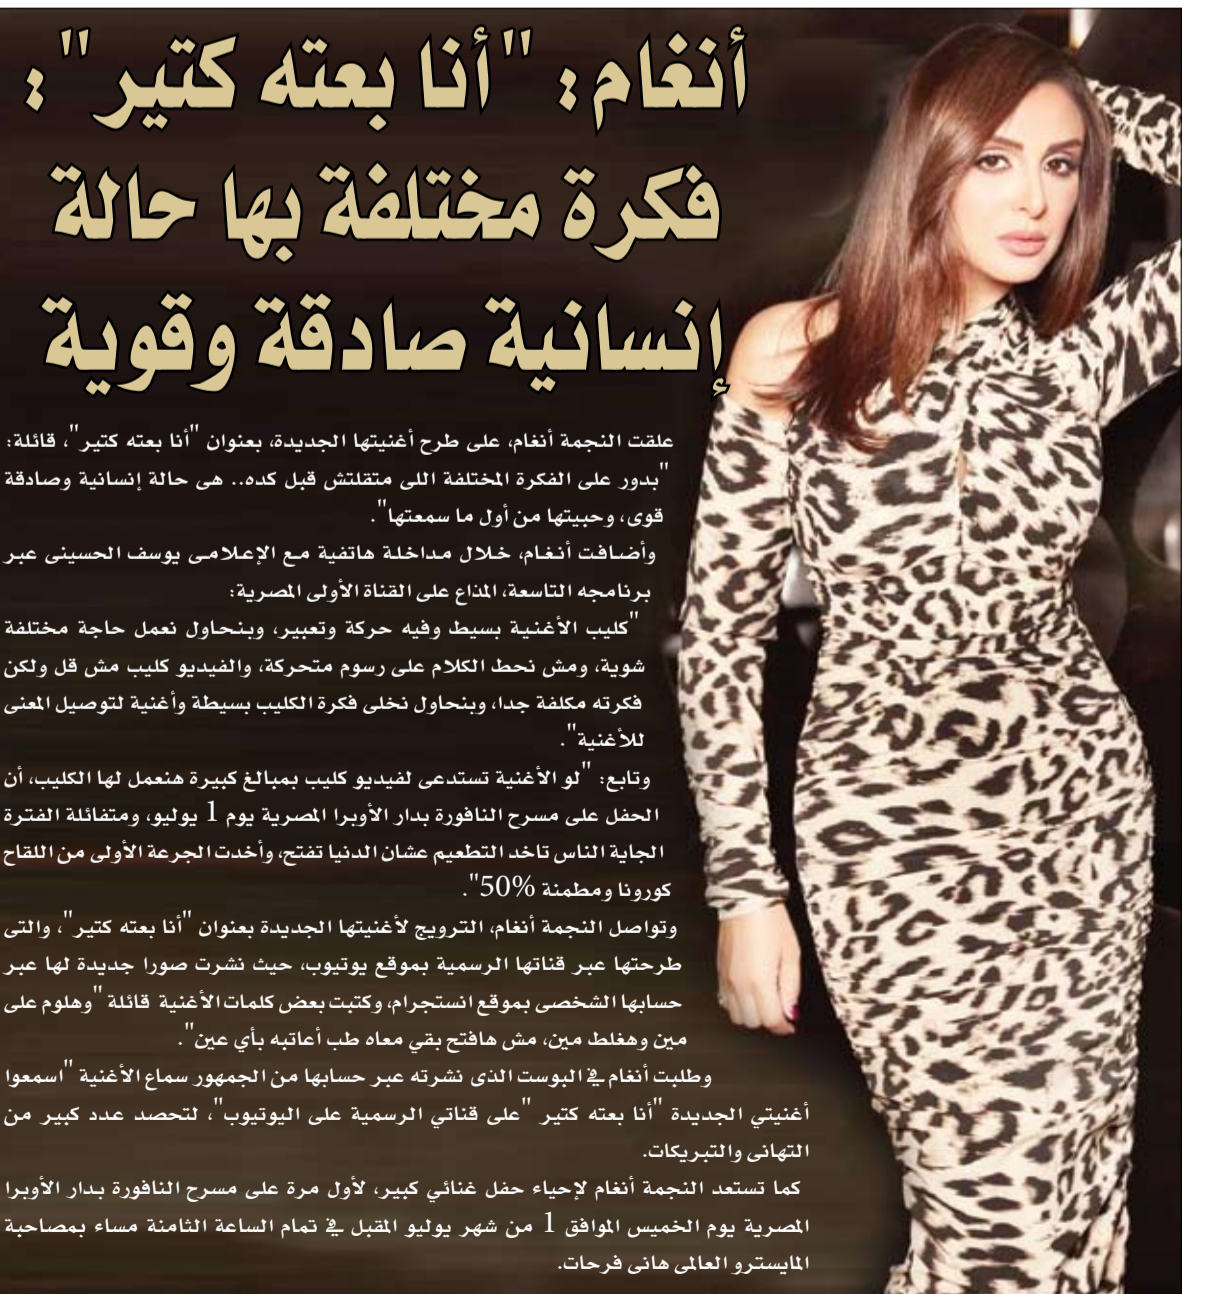 أنغام: "أنا بعته كتير":
فكرة مختلفة بها حالة
إنسانية صادقة وقوية
علقت النجمة أنغام، على طرح أغنيتها الجديدة، بعنوان "أنا بعته كتير"، قائلة:
"بدور على الفكرة المختلفة اللى متقلتش قبل كده.. هى حالة إنسانية وصادقة
قوى، وحبيتها من أول ما سمعتها".
وأضافت أنغام، خلال مداخلة هاتفية مع الإعلامى يوسف الحسينى عبر
برنامجه التاسعة، المذاع على القناة الأولى المصرية:
"كليب الأغنية بسيط وفيه حركة وتعبير، وبنحاول نعمل حاجة مختلفة
شوية، ومش نحط الكلام على رسوم متحركة، والفيديو كليب مش قل ولكن
فكرته مكلفة جدا، وبنحاول نخلى فكرة الكليب بسيطة وأغنية لتوصيل المعنى
للأغنية".
وتابع: "لو الأغنية تستدعى لفيديو كليب بمبالغ كبيرة هنعمل لها الكليب، أن
الحفل على مسرح النافورة بدار الأوبرا المصرية يوم 1 يوليو، ومتفائلة الفترة
الجاية الناس تاخد التطعيم عشان الدنيا تفتح، وأخدت الجرعة الأولى من اللقاح
كورونا ومطمنة 50%".
وتواصل النجمة أنغام، الترويج لأغنيتها الجديدة بعنوان "أنا بعته كتير"، والتى
طرحتها عبر قناتها الرسمية بموقع يوتيوب، حيث نشرت صورا جديدة لها عبر
حسابها الشخصى بموقع انستجرام، وكتبت بعض كلمات الأغنية قائلة "وهلوم على
مين وهغلط مين، مش هافتح بقي معاه طب أعاتبه بأي عين".
وطلبت أنغام في البوست الذى نشرته عبر حسابها من الجمهور سماع الأغنية "اسمعوا
أغنيتي الجديدة "أنا بعته كتير "على قناتي الرسمية على اليوتيوب"، لتحصد عدد كبير من
التهانى والتبريكات.
كما تستعد النجمة أنغام لإحياء حفل غنائي كبير، لأول مرة على مسرح النافورة بدار الأوبرا
المصرية يوم الخميس الموافق 1 من شهر يوليو المقبل في تمام الساعة الثامنة مساء بمصاحبة
المايسترو العالمى هانى فرحات.